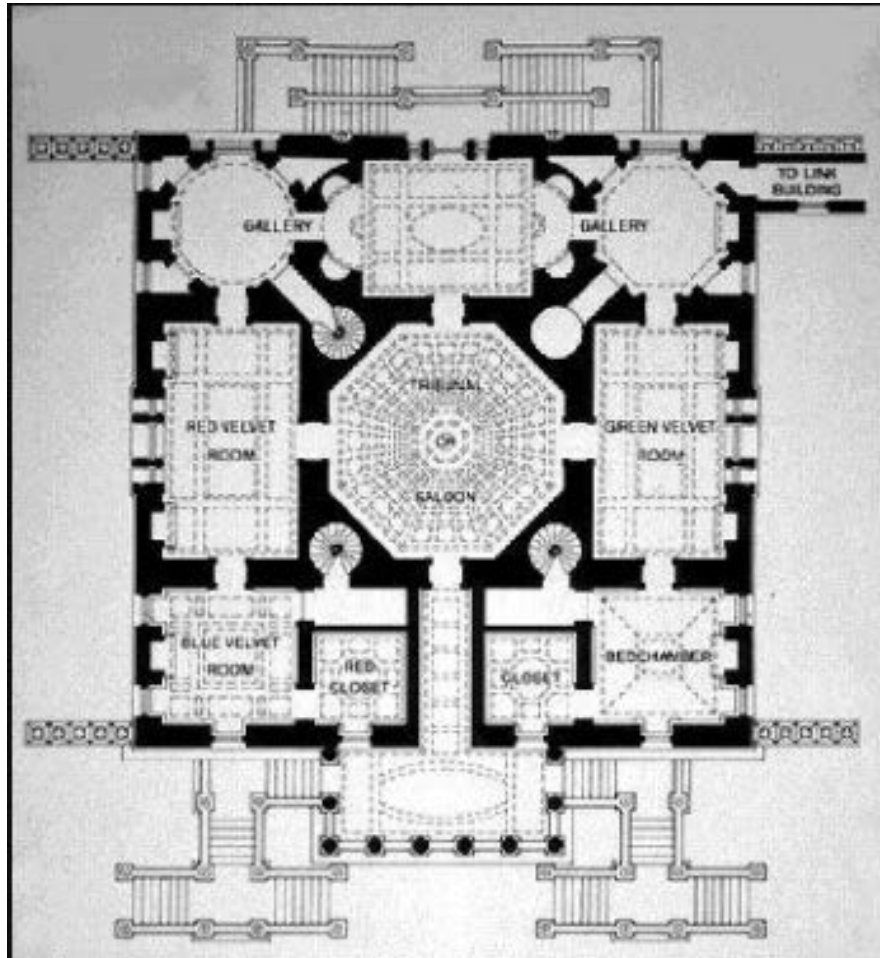 TO LINK
BUILDING
GALLERY
GALLERY
TRIBUNAL
OR
SALOON
RED VELVET
ROOM
GREEN VELVET
ROOM
BLUE VELVET
ROOM
RED
CLOSET
CLOSET
BEDCHAMBER